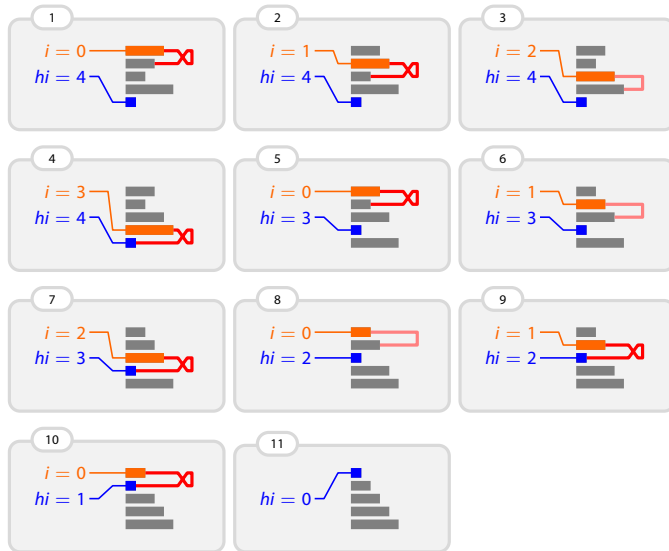 1
i = 0
hi = 4
2
i = 1
hi = 4
3
i = 2
hi = 4
4
i = 3
hi = 4
5
i = 0
hi = 3
6
i = 1
hi = 3
7
i = 2
hi = 3
8
i = 0
hi = 2
9
i = 1
hi = 2
10
i = 0
hi = 1
11
hi = 0